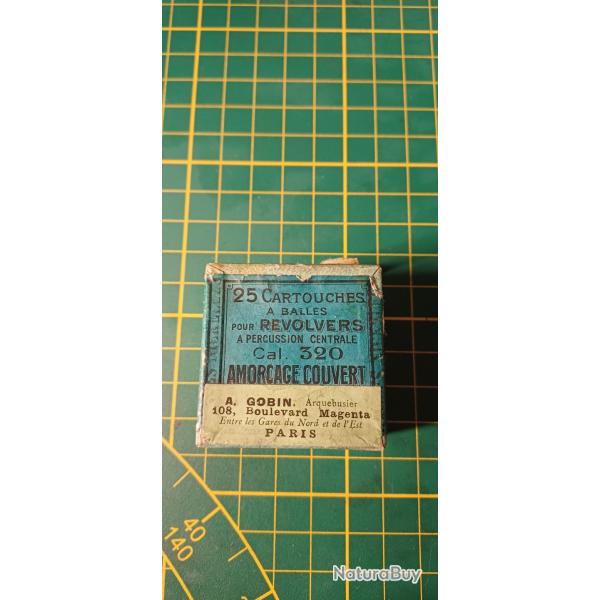 25 CARTOUCHES
A BALLES
POUR REVOLVERS
A PERCUSSION CENTRALE
Cal. 320
AMORCAGE COUVERT
A. GOBIN. Arquebusier
108, Boulevard Magenta
Entre les Gares du Nord et de l'Est
PARIS
40
140
NaturaBuy